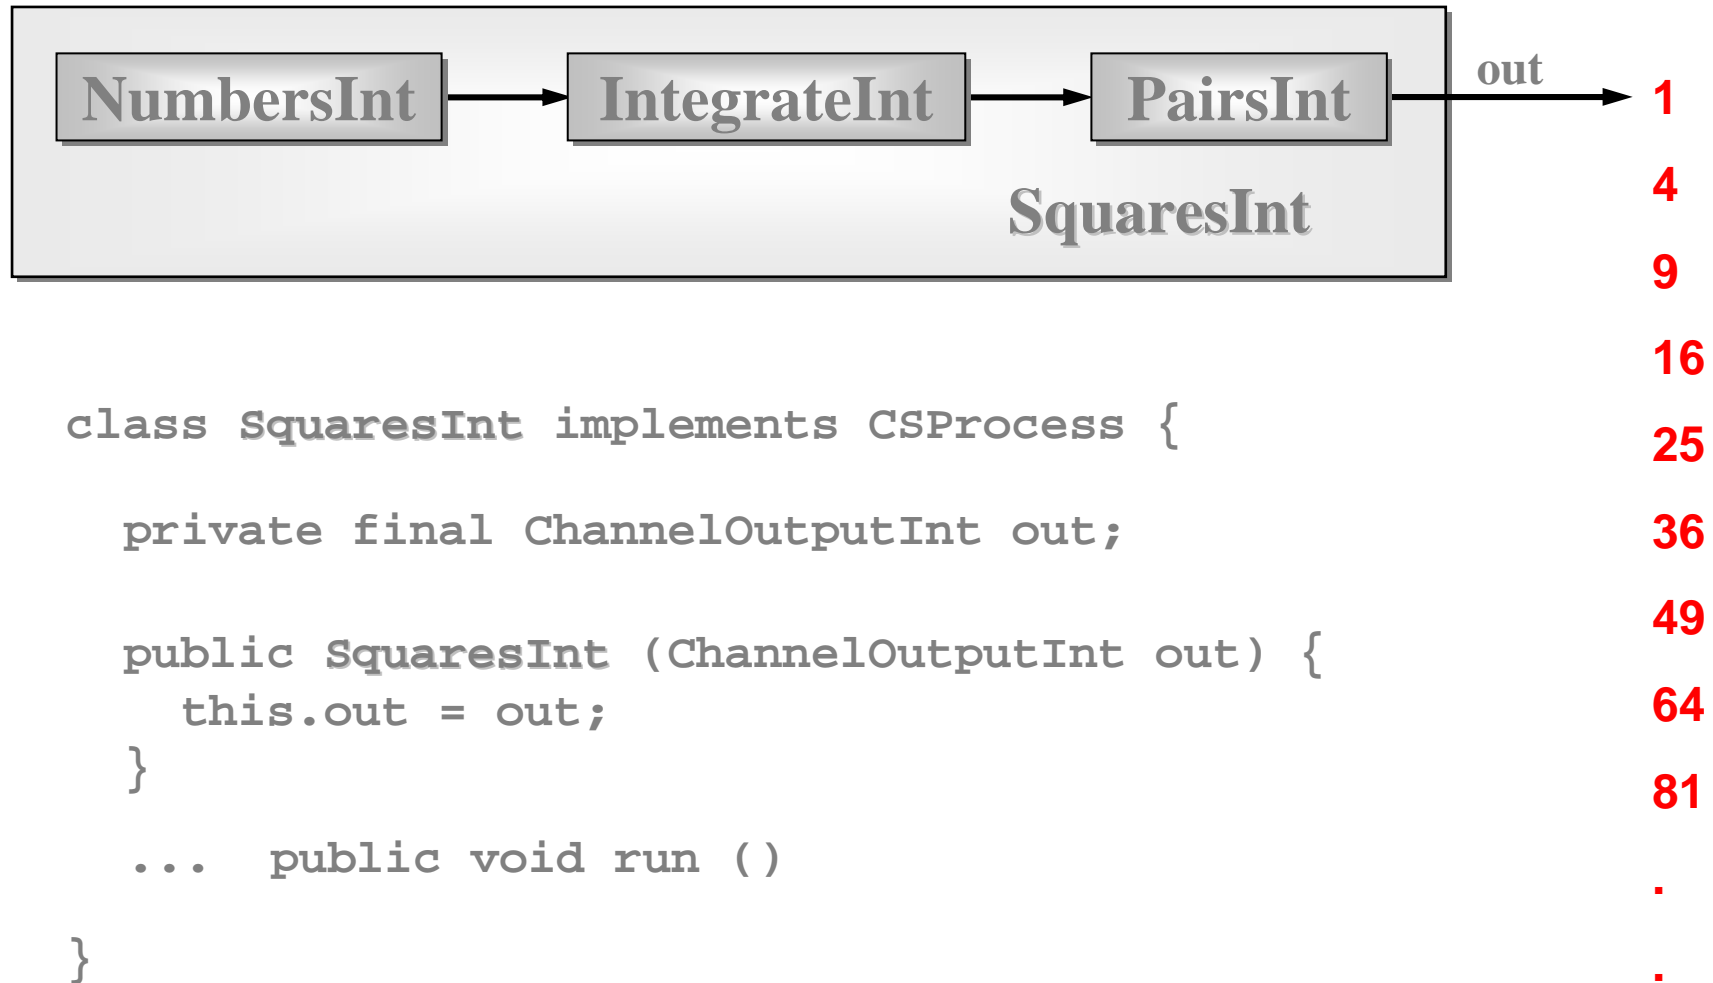 NumbersInt
IntegrateInt
PairsInt
out
SquaresInt
1
4
9
16
25
36
49
64
81
.
.
class SquaresInt implements CSProcess {
private final ChannelOutputInt out;
public SquaresInt (ChannelOutputInt out) {
this.out = out;
}
... public void run ()
}